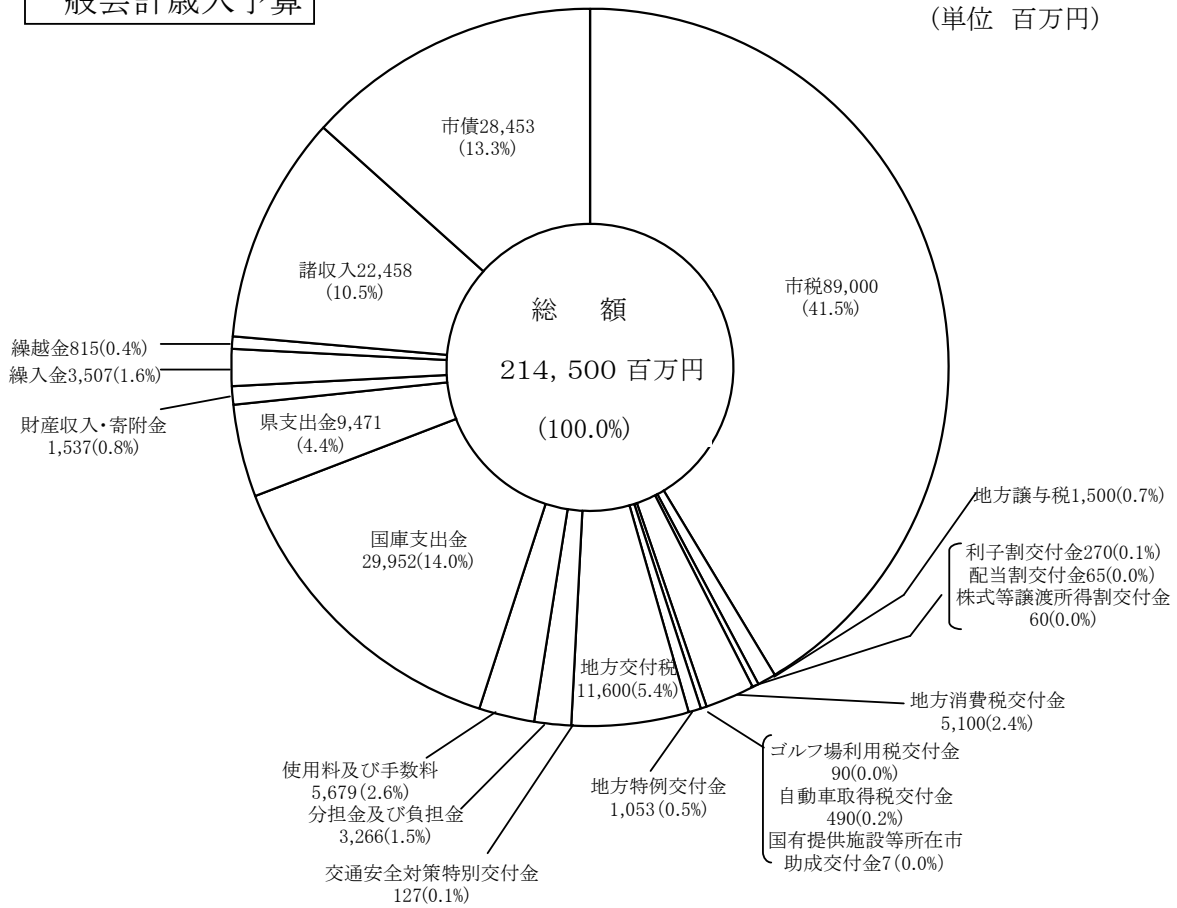 般会計歳入予算
(単位 百万円)
市債28,453
(13.3%)
市税89,000
(41.5%)
諸収入22,458
(10.5%)
総 額
214,500 百万円
(100.0%)
繰越金815(0.4%)
繰入金3,507(1.6%)
財産収入・寄附金
1,537(0.8%)
県支出金9,471
(4.4%)
国庫支出金
29,952(14.0%)
地方譲与税1,500(0.7%)
利子割交付金270(0.1%)
配当割交付金65(0.0%)
株式等譲渡所得割交付金
60(0.0%)
地方交付税
11,600(5.4%)
地方消費税交付金
5,100(2.4%)
ゴルフ場利用税交付金
90(0.0%)
自動車取得税交付金
490(0.2%)
国有提供施設等所在市
助成交付金7(0.0%)
地方特例交付金
1,053(0.5%)
使用料及び手数料
5,679(2.6%)
分担金及び負担金
3,266(1.5%)
交通安全対策特別交付金
127(0.1%)